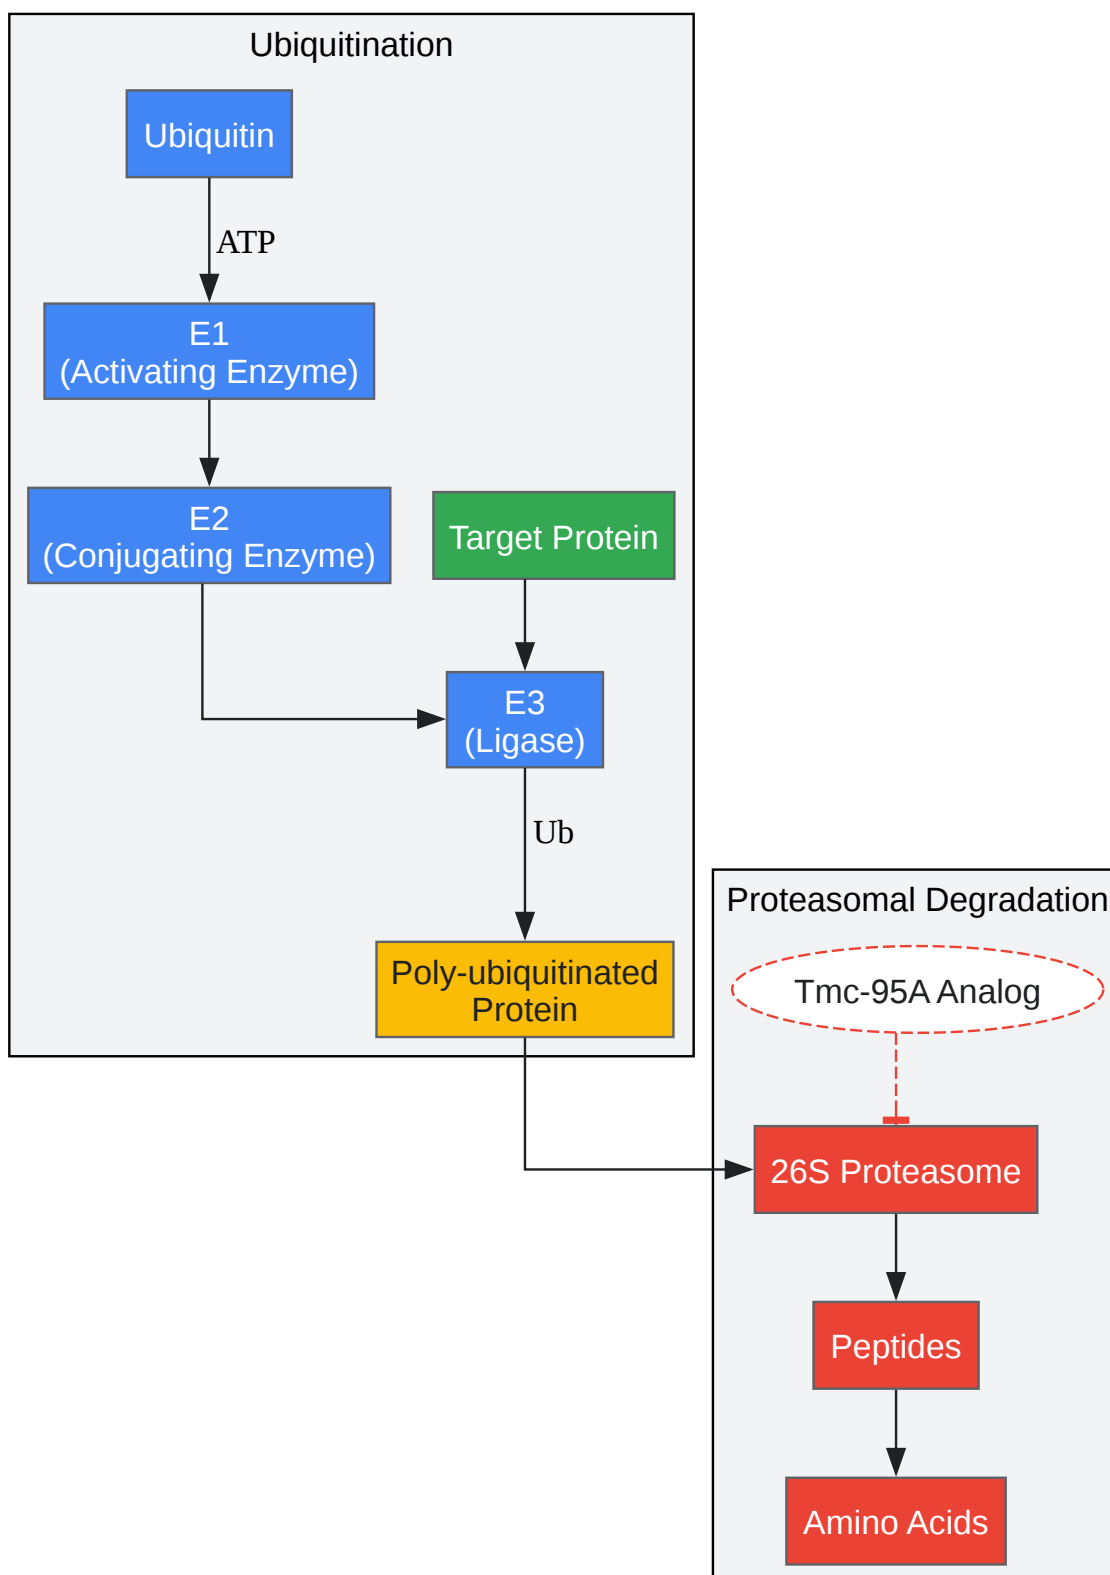 Ubiquitination
Ubiquitin
ATP
E1
(Activating Enzyme)
E2
(Conjugating Enzyme)
Target Protein
E3
(Ligase)
Ub
Poly-ubiquitinated
Protein
Proteasomal Degradation
Tmc-95A Analog
26S Proteasome
Peptides
Amino Acids